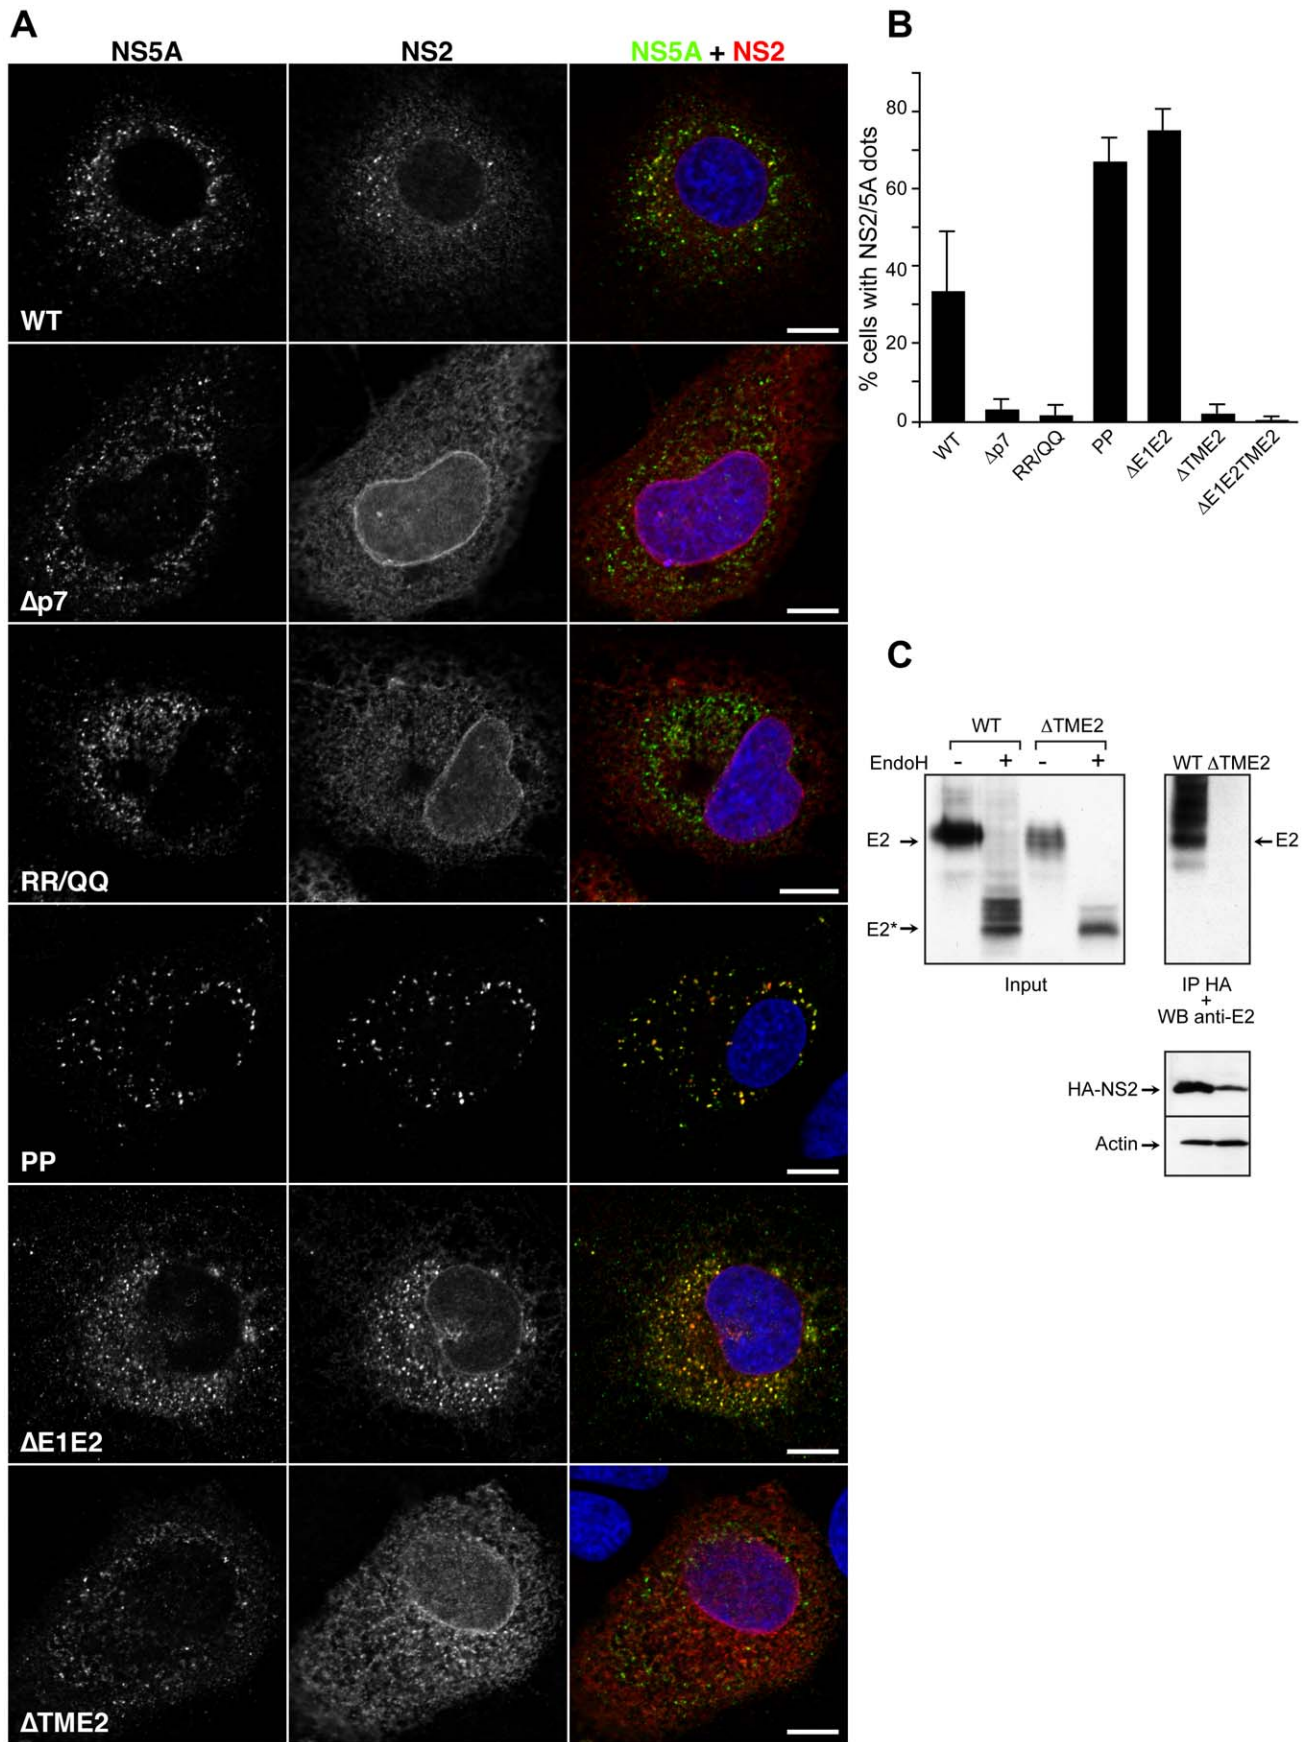 A
NS5A
NS2
NS5A + NS2
WT
Δp7
RR/QQ
PP
ΔE1E2
ΔTME2
B
% cells with NS2/5A dots
80
60
40
20
0
WT
Δp7
RR/QQ
PP
ΔE1E2
ΔTME2
ΔE1E2TME2
C
WT ΔTME2
EndoH - + - +
E2
E2*
Input
WT ΔTME2
E2
IP HA
+
WB anti-E2
HA-NS2
Actin